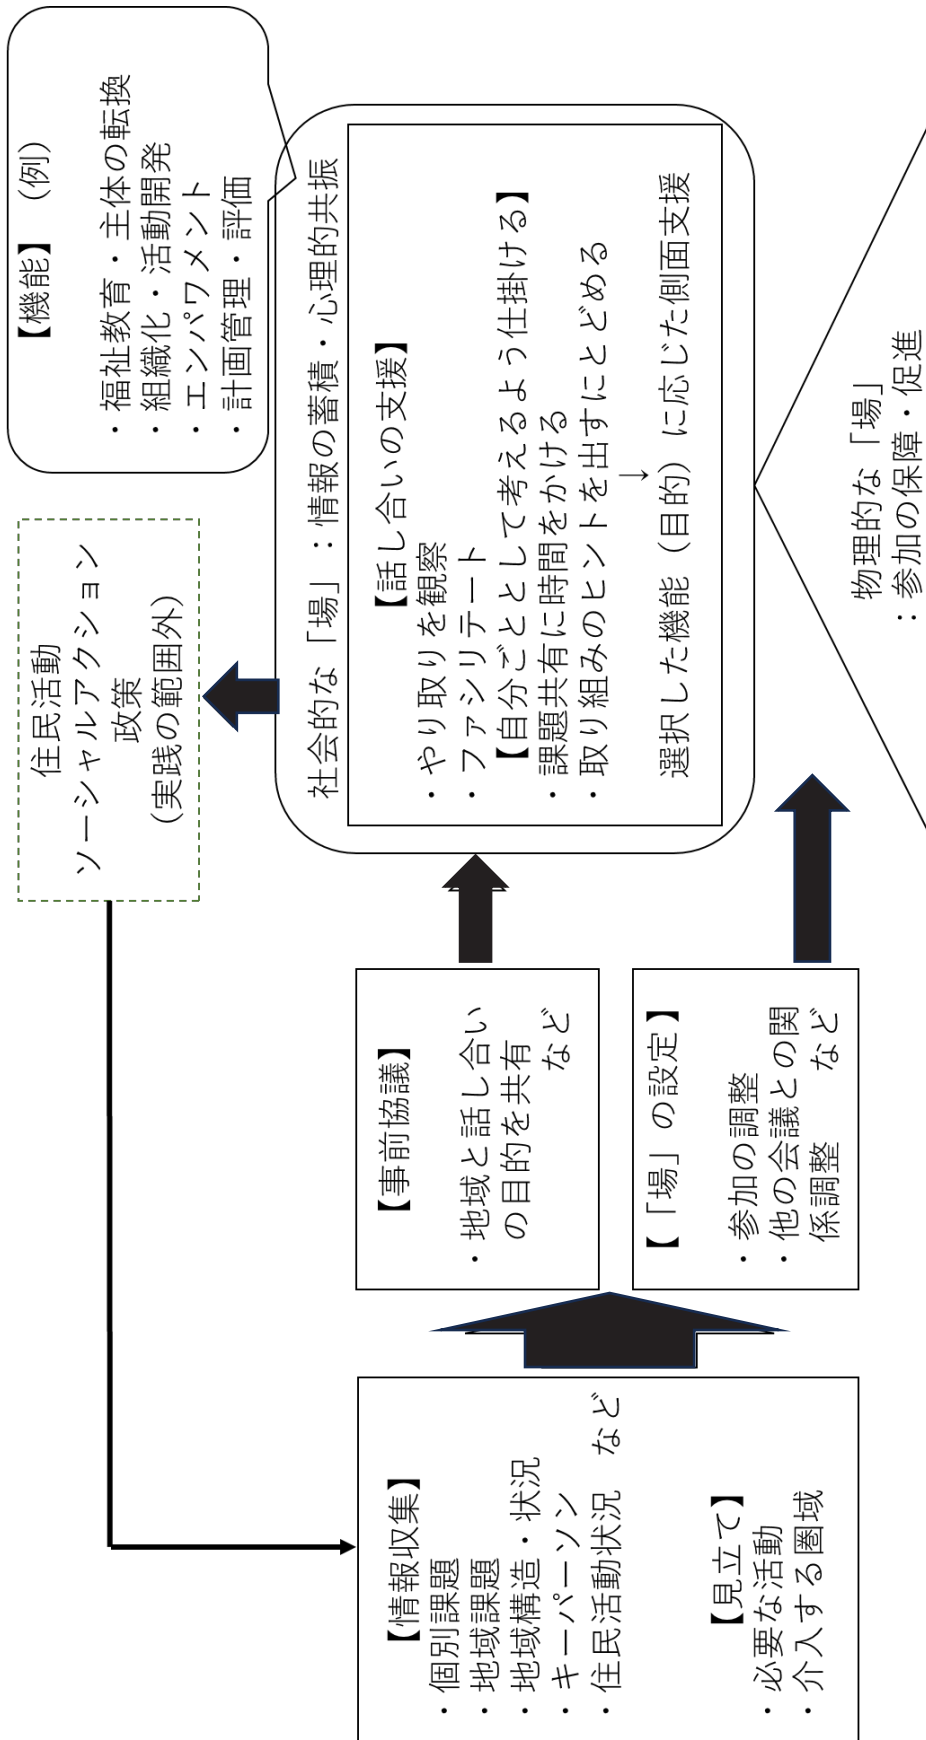 【情報収集】
・個別課題
・地域課題
・地域構造・状況
・キーパーソン
・住民活動状況　など
【見立て】
・必要な活動
・介入する圏域
【事前協議】
・地域と話し合い
の目的を共有
など
【「場」の設定】
・参加の調整
・他の会議との関
係調整　　など
住民活動
ソーシャルアクション
政策
（実践の範囲外）
社会的な「場」：情報の蓄積・心理的共振
【話し合いの支援】
・やり取りを観察
・ファシリテート
【自分ごととして考えるよう仕掛ける】
・課題共有に時間をかける
・取り組みのヒントを出すにとどめる
↓
選択した機能（目的）に応じた側面支援
【機能】（例）
・福祉教育・主体の転換
・組織化・活動開発
・エンパワメント
・計画管理・評価
物理的な「場」
：参加の保障・促進